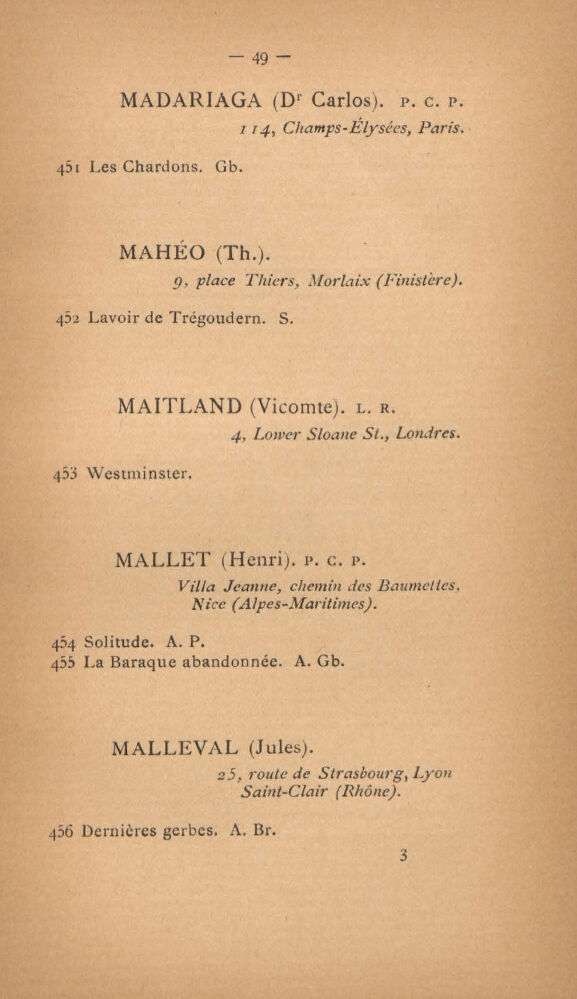 — 49 —
MADARIAGA (Dr Carlos). P. C. P.
114, Champs-Élysées, Paris.
451 Les Chardons. Gb.
MAHÉO (Th.).
9, place Thiers, Morlaix (Finistère).
452 Lavoir de Trégoudern. S.
MAITLAND (Vicomte). L. R.
4, Lower Sloane St., Londres.
453 Westminster.
MALLET (Henri). P. C. P.
Villa Jeanne, chemin des Baumettes,
Nice (Alpes-Maritimes).
454 Solitude. A. P.
455 La Baraque abandonnée. A. Gb.
MALLEVAL (Jules).
25, route de Strasbourg, Lyon
Saint-Clair (Rhône).
456 Dernières gerbes. A. Br.
3